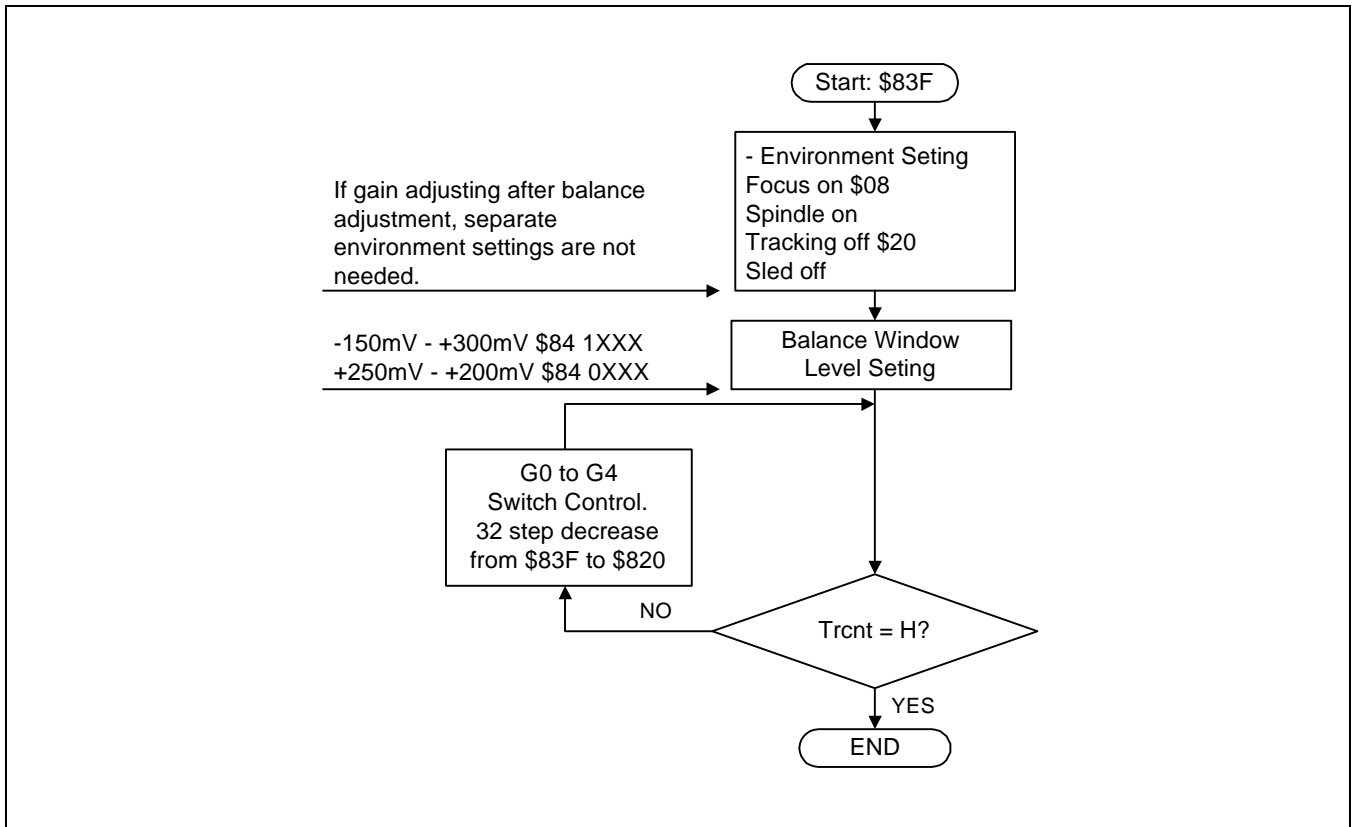 Start: $83F
- Environment Seting
Focus on $08
Spindle on
Tracking off $20
Sled off
If gain adjusting after balance
adjustment, separate
environment settings are not
needed.
-150mV - +300mV $84 1XXX
+250mV - +200mV $84 0XXX
Balance Window
Level Seting
G0 to G4
Switch Control.
32 step decrease
from $83F to $820
NO
Trcnt = H?
YES
END